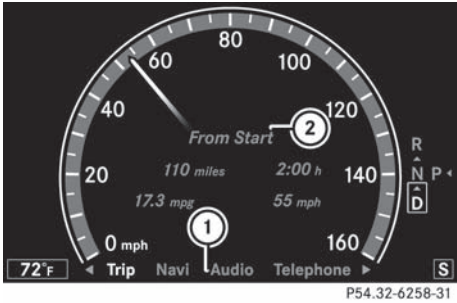 80
60 100
40 120
From Start 2
R
110 miles 2:00 h
20 140 N P
17.3 mpg 55 mph
D
1
0 mph 160
72°F Trip Navi Audio Telephone S
P54.32-6258-31